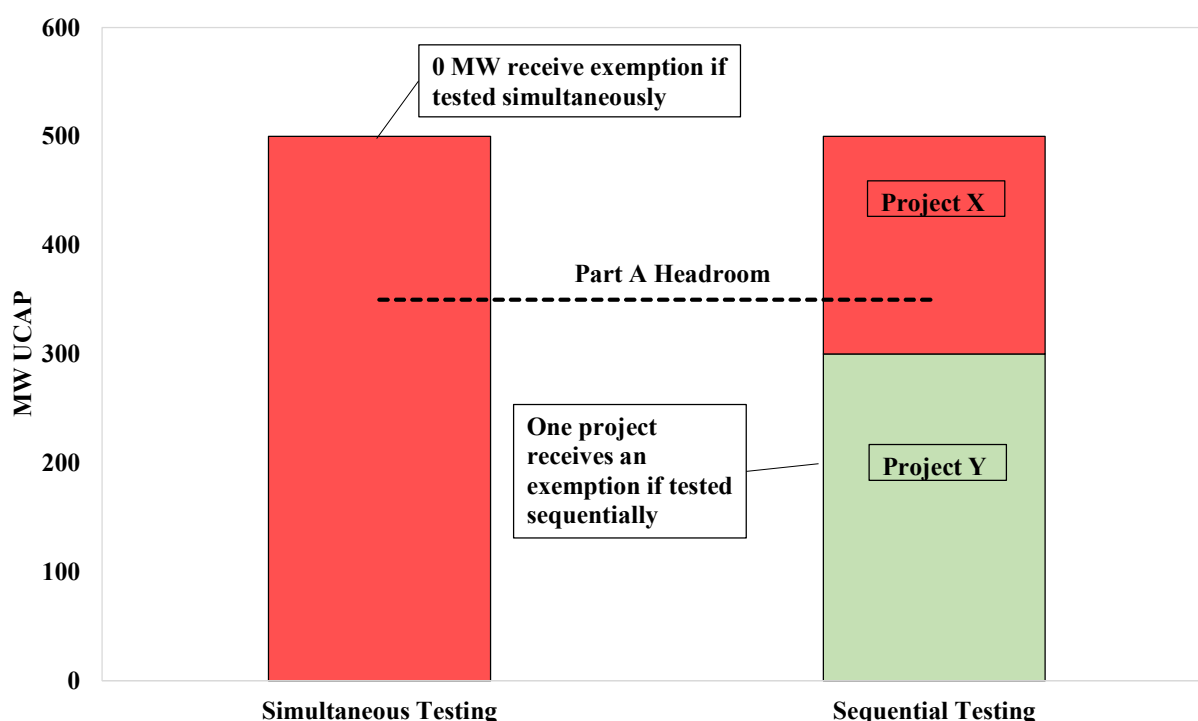 600
0 MW receive exemption if
tested simultaneously
500
Project X
400
Part A Headroom
MW UCAP
300
One project
receives an
exemption if tested
sequentially
200
Project Y
100
0
Simultaneous Testing
Sequential Testing